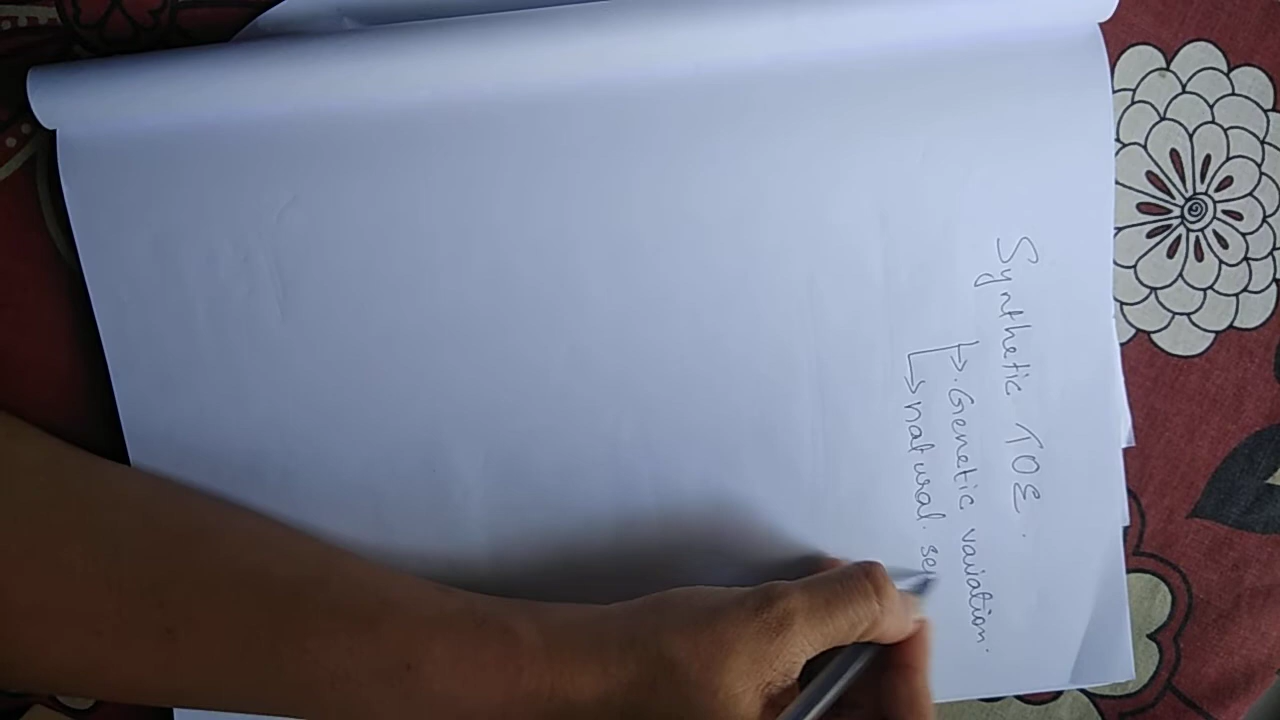 Synthetic TOE.
↳. Genetic variation.
↳ natural. se